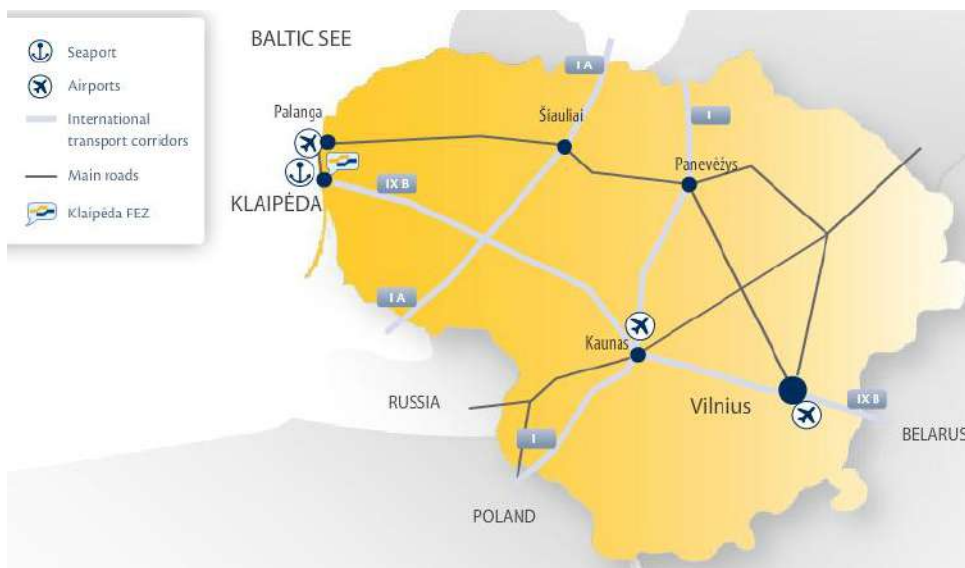 Seaport
Airports
International
transport corridors
Main roads
Klaipėda FEZ
BALTIC SEE
I A
Palanga
Šiauliai
I
Panevėžys
IX B
KLAIPĖDA
I A
Kaunas
RUSSIA
Vilnius
IX B
I
BELARUS
POLAND